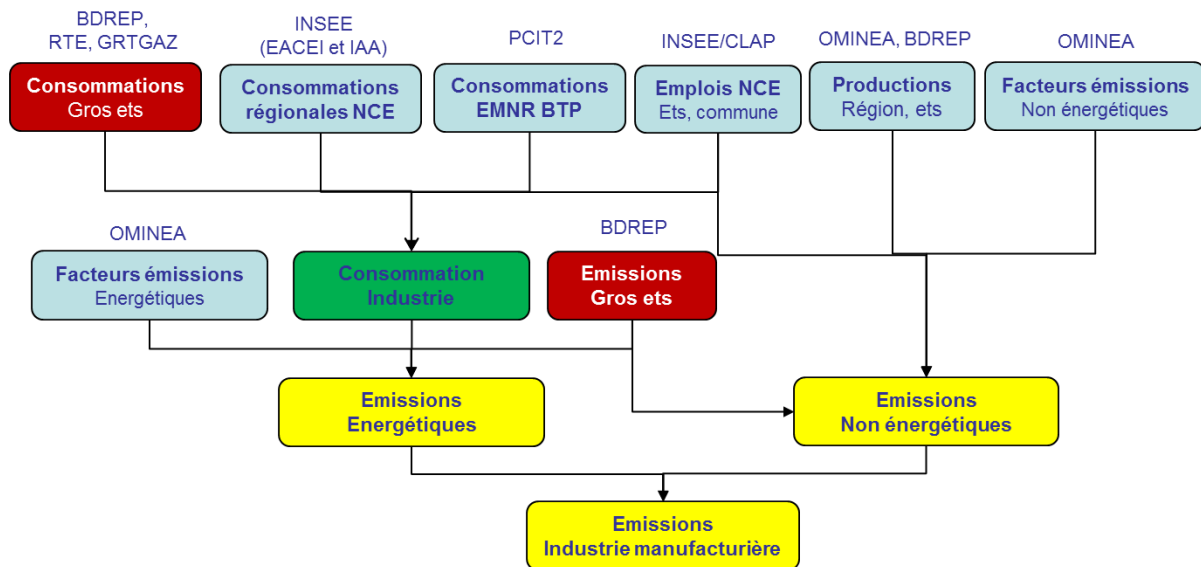 BDREP,
RTE, GRTGAZ
INSEE
(EACEI et IAA)
PCIT2
INSEE/CLAP
OMINEA, BDREP
OMINEA
Consommations
Gros ets
Consommations
régionales NCE
Consommations
EMNR BTP
Emplois NCE
Ets, commune
Productions
Région, ets
Facteurs émissions
Non énergétiques
OMINEA
BDREP
Facteurs émissions
Energétiques
Consommation
Industrie
Emissions
Gros ets
Emissions
Energétiques
Emissions
Non énergétiques
Emissions
Industrie manufacturière